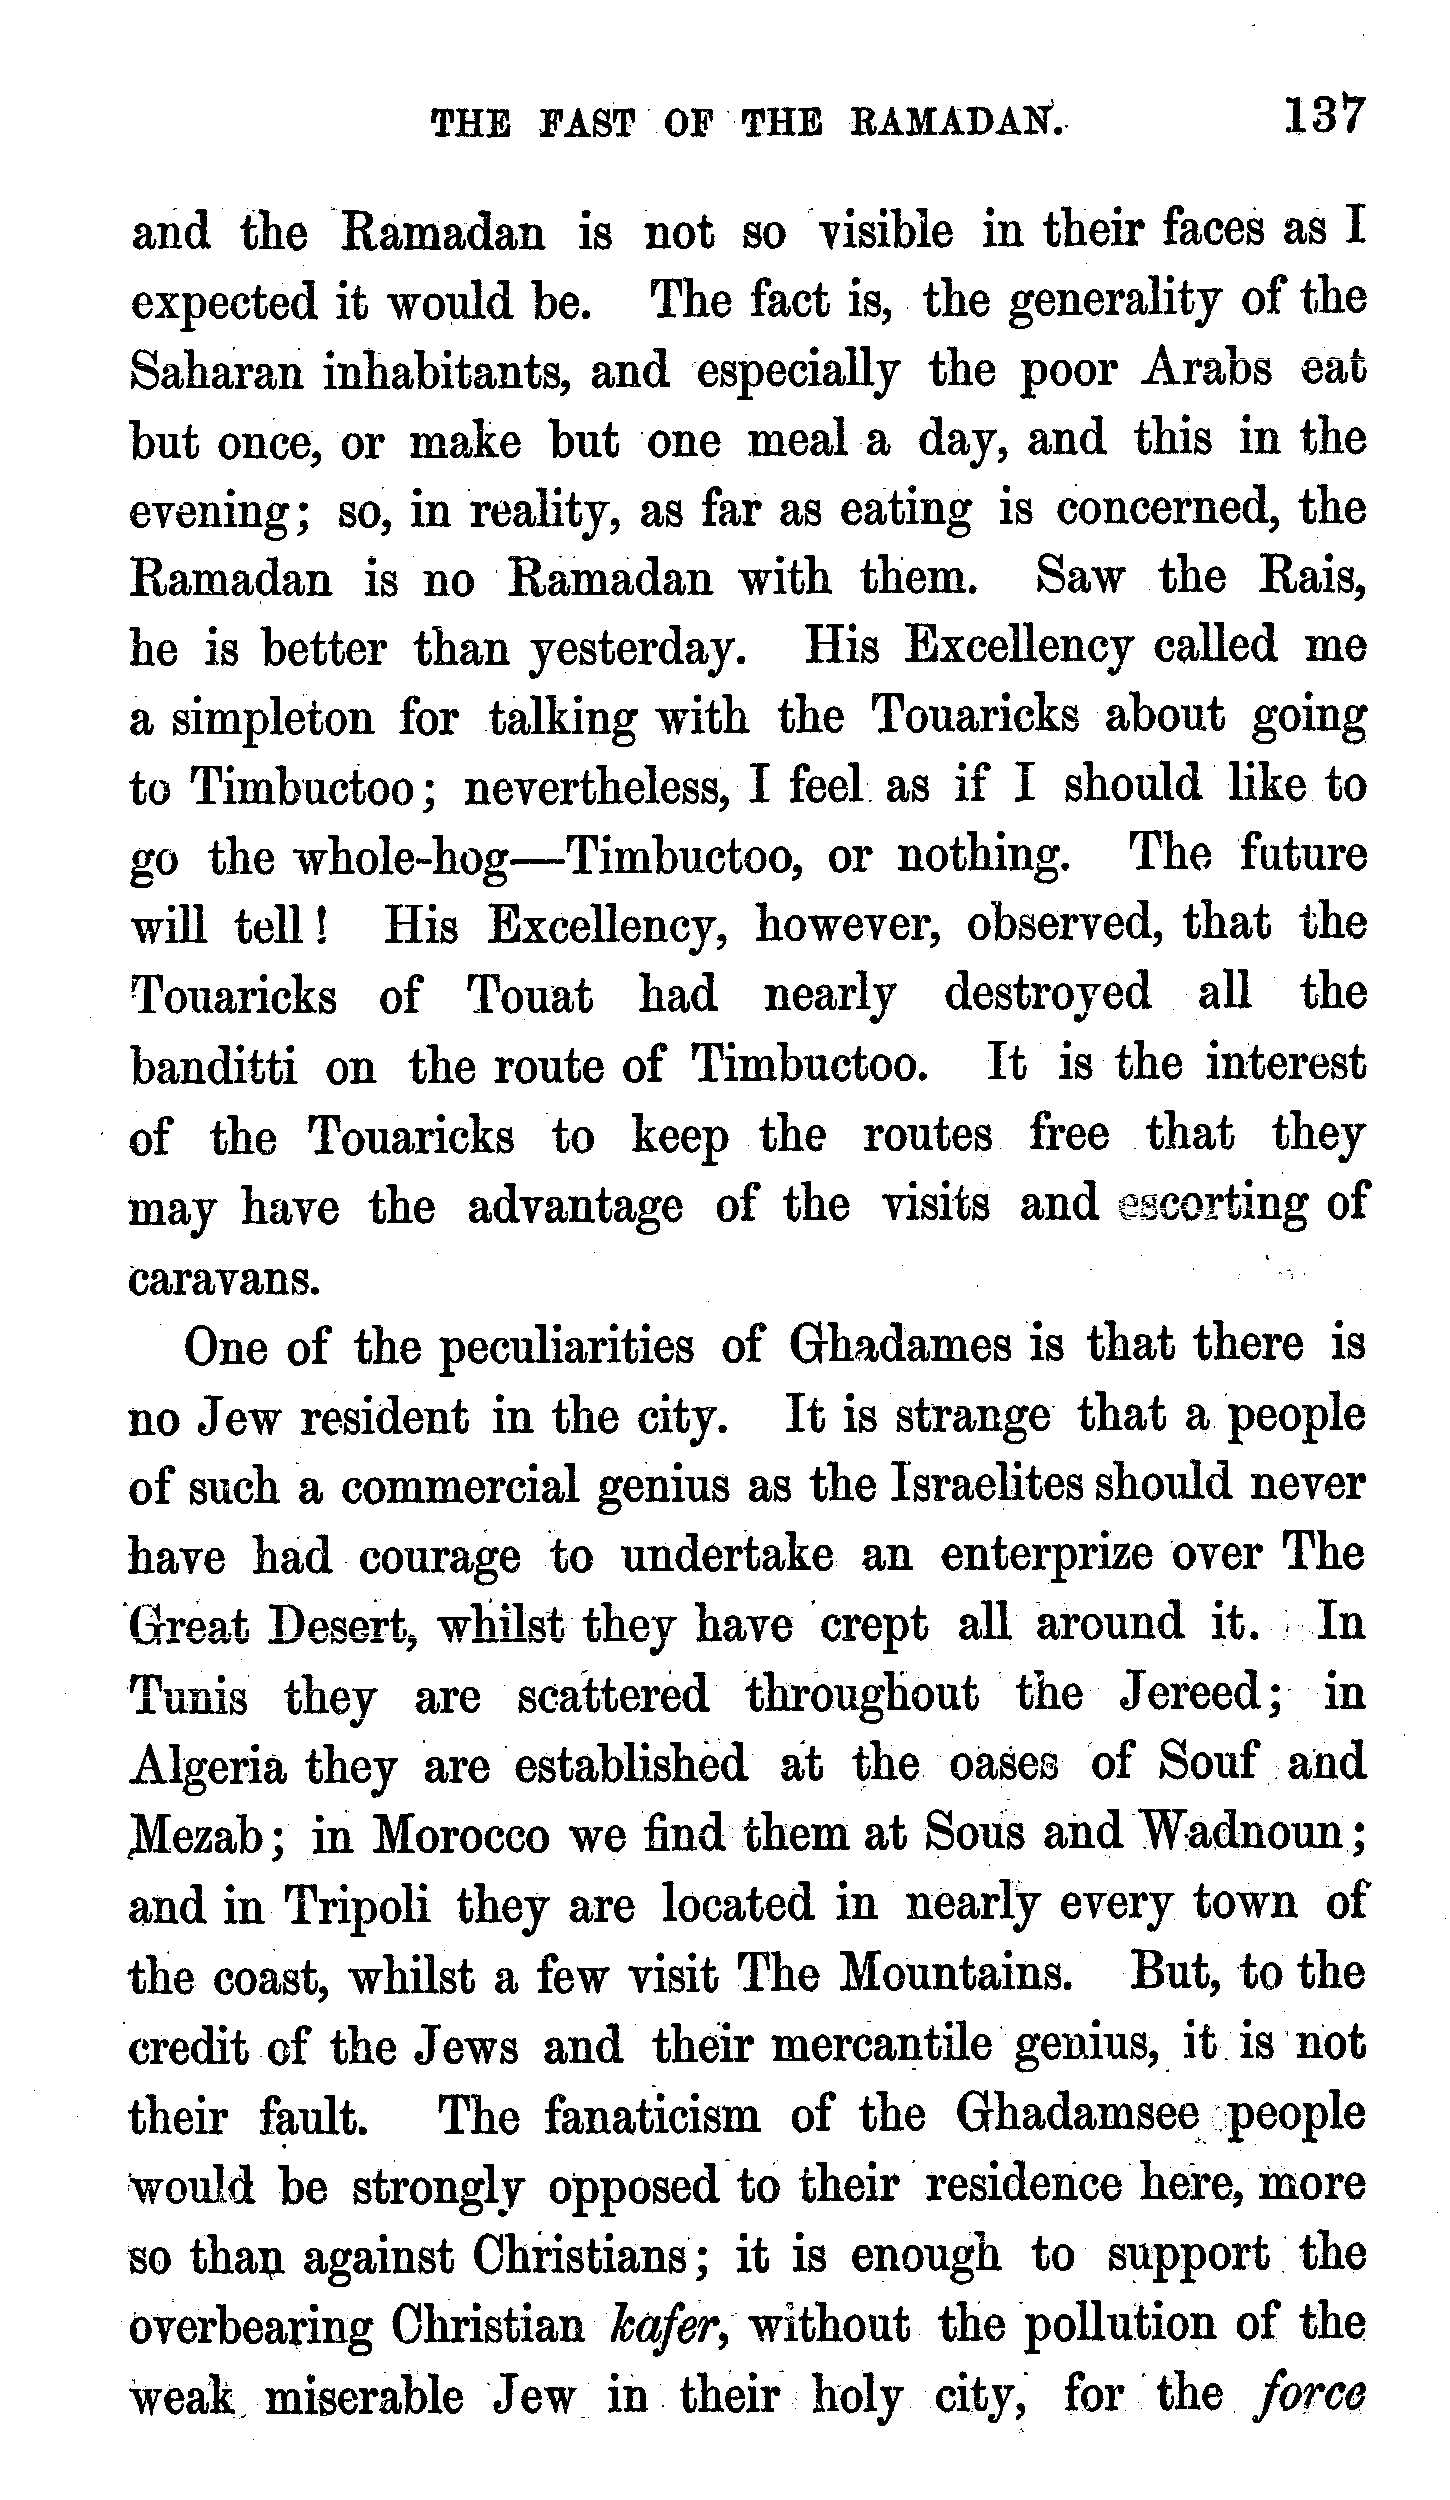 THE FAST OF THE RAMADAN. 137
and the Ramadan is not so visible in their faces as I
expected it would be. The fact is, the generality of the
Saharan inhabitants, and especially the poor Arabs eat
but once, or make but one meal a day, and this in the
evening; so, in reality, as far as eating is concerned, the
Ramadan is no Ramadan with them. Saw the Rais,
he is better than yesterday. His Excellency called me
a simpleton for talking with the Touaricks about going
to Timbuctoo; nevertheless, I feel as if I should like to
go the whole-hog—Timbuctoo, or nothing. The future
will tell! His Excellency, however, observed, that the
Touaricks of Touat had nearly destroyed all the
banditti on the route of Timbuctoo. It is the interest
of the Touaricks to keep the routes free that they
may have the advantage of the visits and escorting of
caravans.
One of the peculiarities of Ghadames is that there is
no Jew resident in the city. It is strange that a people
of such a commercial genius as the Israelites should never
have had courage to undertake an enterprize over The
Great Desert, whilst they have crept all around it. In
Tunis they are scattered throughout the Jereed; in
Algeria they are established at the oases of Souf and
Mezab; in Morocco we find them at Sous and Wadnoun;
and in Tripoli they are located in nearly every town of
the coast, whilst a few visit The Mountains. But, to the
credit of the Jews and their mercantile genius, it is not
their fault. The fanaticism of the Ghadamsee people
would be strongly opposed to their residence here, more
so than against Christians; it is enough to support the
overbearing Christian kafer, without the pollution of the
weak miserable Jew in their holy city, for the force